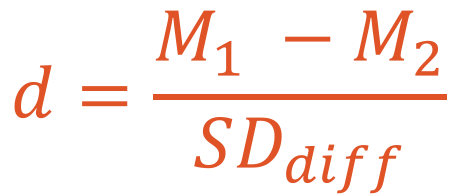 d = M₁ − M₂
SD_diff